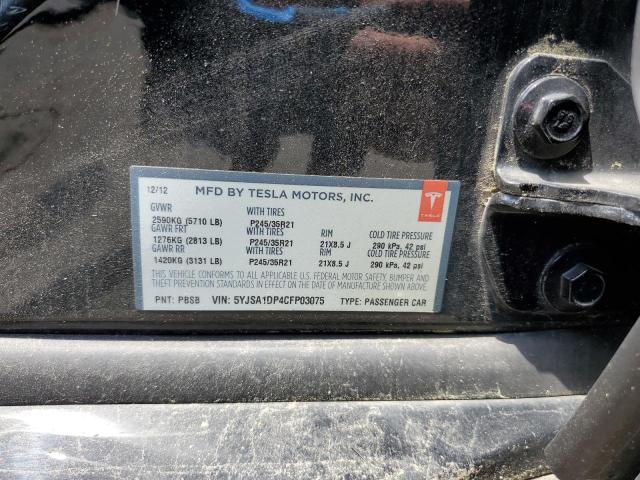 12/12 MFD BY TESLA MOTORS, INC.
GVWR WITH TIRES
2590KG (5710 LB) P245/35R21
GAWR FRT WITH TIRES RIM COLD TIRE PRESSURE
1276KG (2813 LB) P245/35R21 21X8.5 J 290 kPa, 42 psi
GAWR RR WITH TIRES RIM COLD TIRE PRESSURE
1420KG (3131 LB) P245/35R21 21X8.5 J 290 kPa, 42 psi
THIS VEHICLE CONFORMS TO ALL APPLICABLE U.S. FEDERAL MOTOR SAFETY, BUMPER AND
THEFT PREVENTION STANDARDS IN EFFECT ON THE DATE OF MANUFACTURE SHOWN ABOVE.
PNT: PBSB VIN: 5YJSA1DP4CFP03075 TYPE: PASSENGER CAR
TESLA